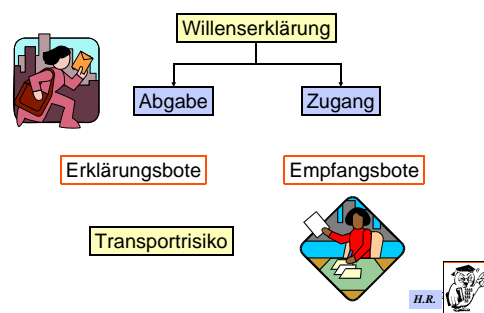 Willenserklärung
Abgabe
Zugang
Erklärungsbote
Empfangsbote
Transportrisiko
H.R.